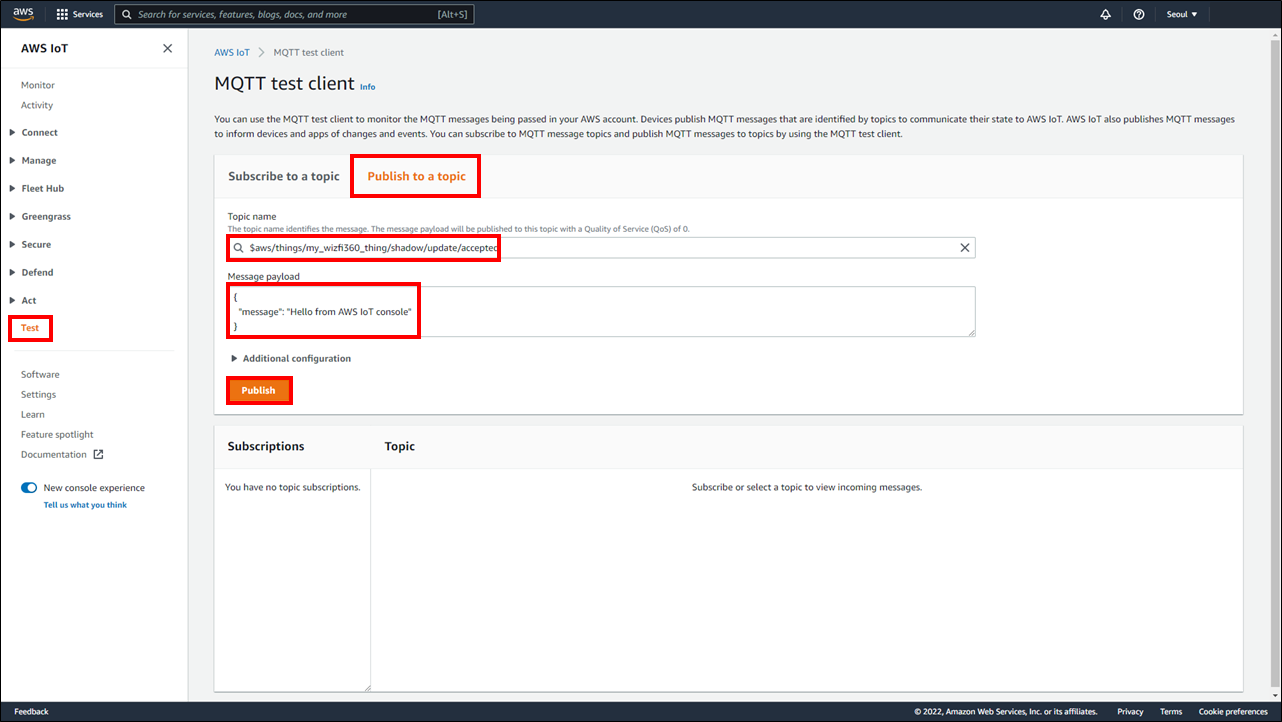 aws
Services
Search for services, features, blogs, docs, and more
[Alt+S]
Seoul
AWS IoT
Monitor
Activity
Connect
Manage
Fleet Hub
Greengrass
Secure
Defend
Act
Test
Software
Settings
Learn
Feature spotlight
Documentation
New console experience
Tell us what you think
AWS IoT > MQTT test client
MQTT test client Info
You can use the MQTT test client to monitor the MQTT messages being passed in your AWS account. Devices publish MQTT messages that are identified by topics to communicate their state to AWS IoT. AWS IoT also publishes MQTT messages
to inform devices and apps of changes and events. You can subscribe to MQTT message topics and publish MQTT messages to topics by using the MQTT test client.
Subscribe to a topic
Publish to a topic
Topic name
The topic name identifies the message. The message payload will be published to this topic with a Quality of Service (QoS) of 0.
$aws/things/my_wizfi360_thing/shadow/update/accepted
Message payload
{
"message": "Hello from AWS IoT console"
}
Additional configuration
Publish
Subscriptions
Topic
You have no topic subscriptions.
Subscribe or select a topic to view incoming messages.
Feedback
© 2022, Amazon Web Services, Inc. or its affiliates.
Privacy
Terms
Cookie preferences